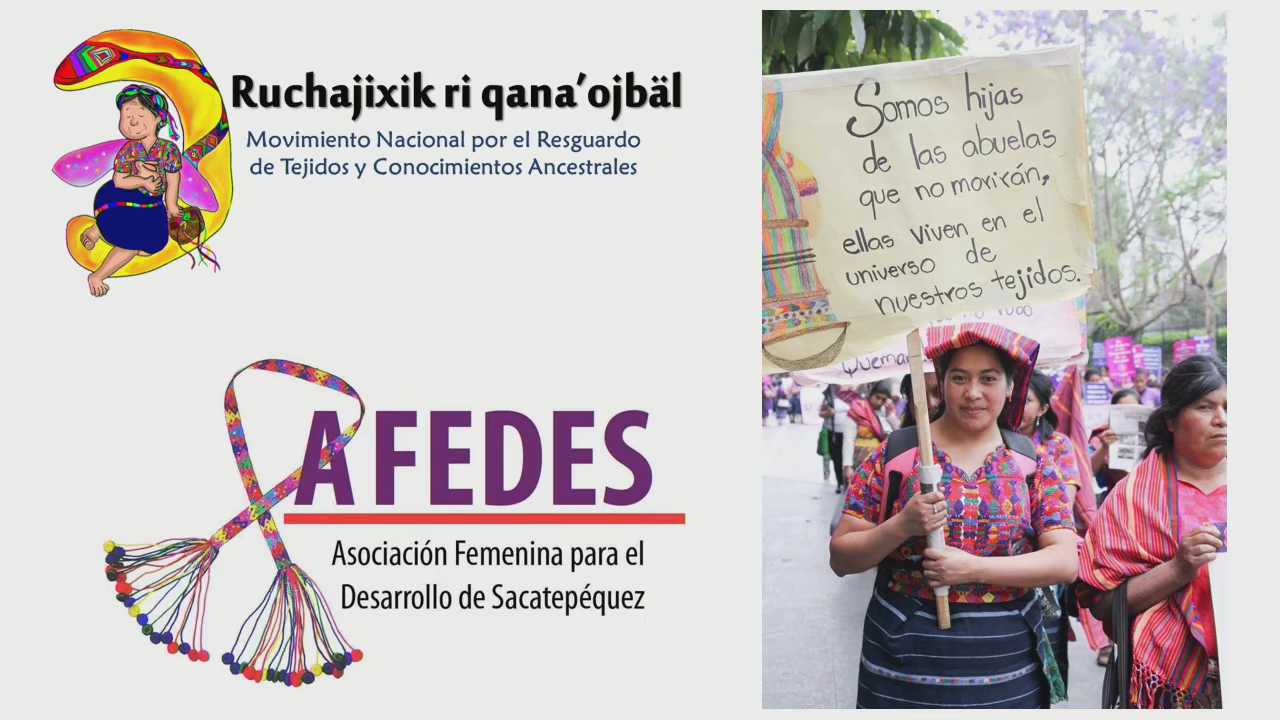 Ruchajixik ri qana'ojbäl
Movimiento Nacional por el Resguardo
de Tejidos y Conocimientos Ancestrales
AFEDES
Asociación Femenina para el
Desarrollo de Sacatepéquez
Somos hijas
de las abuelas
que no morirán,
ellas viven en el
universo de
nuestros tejidos.